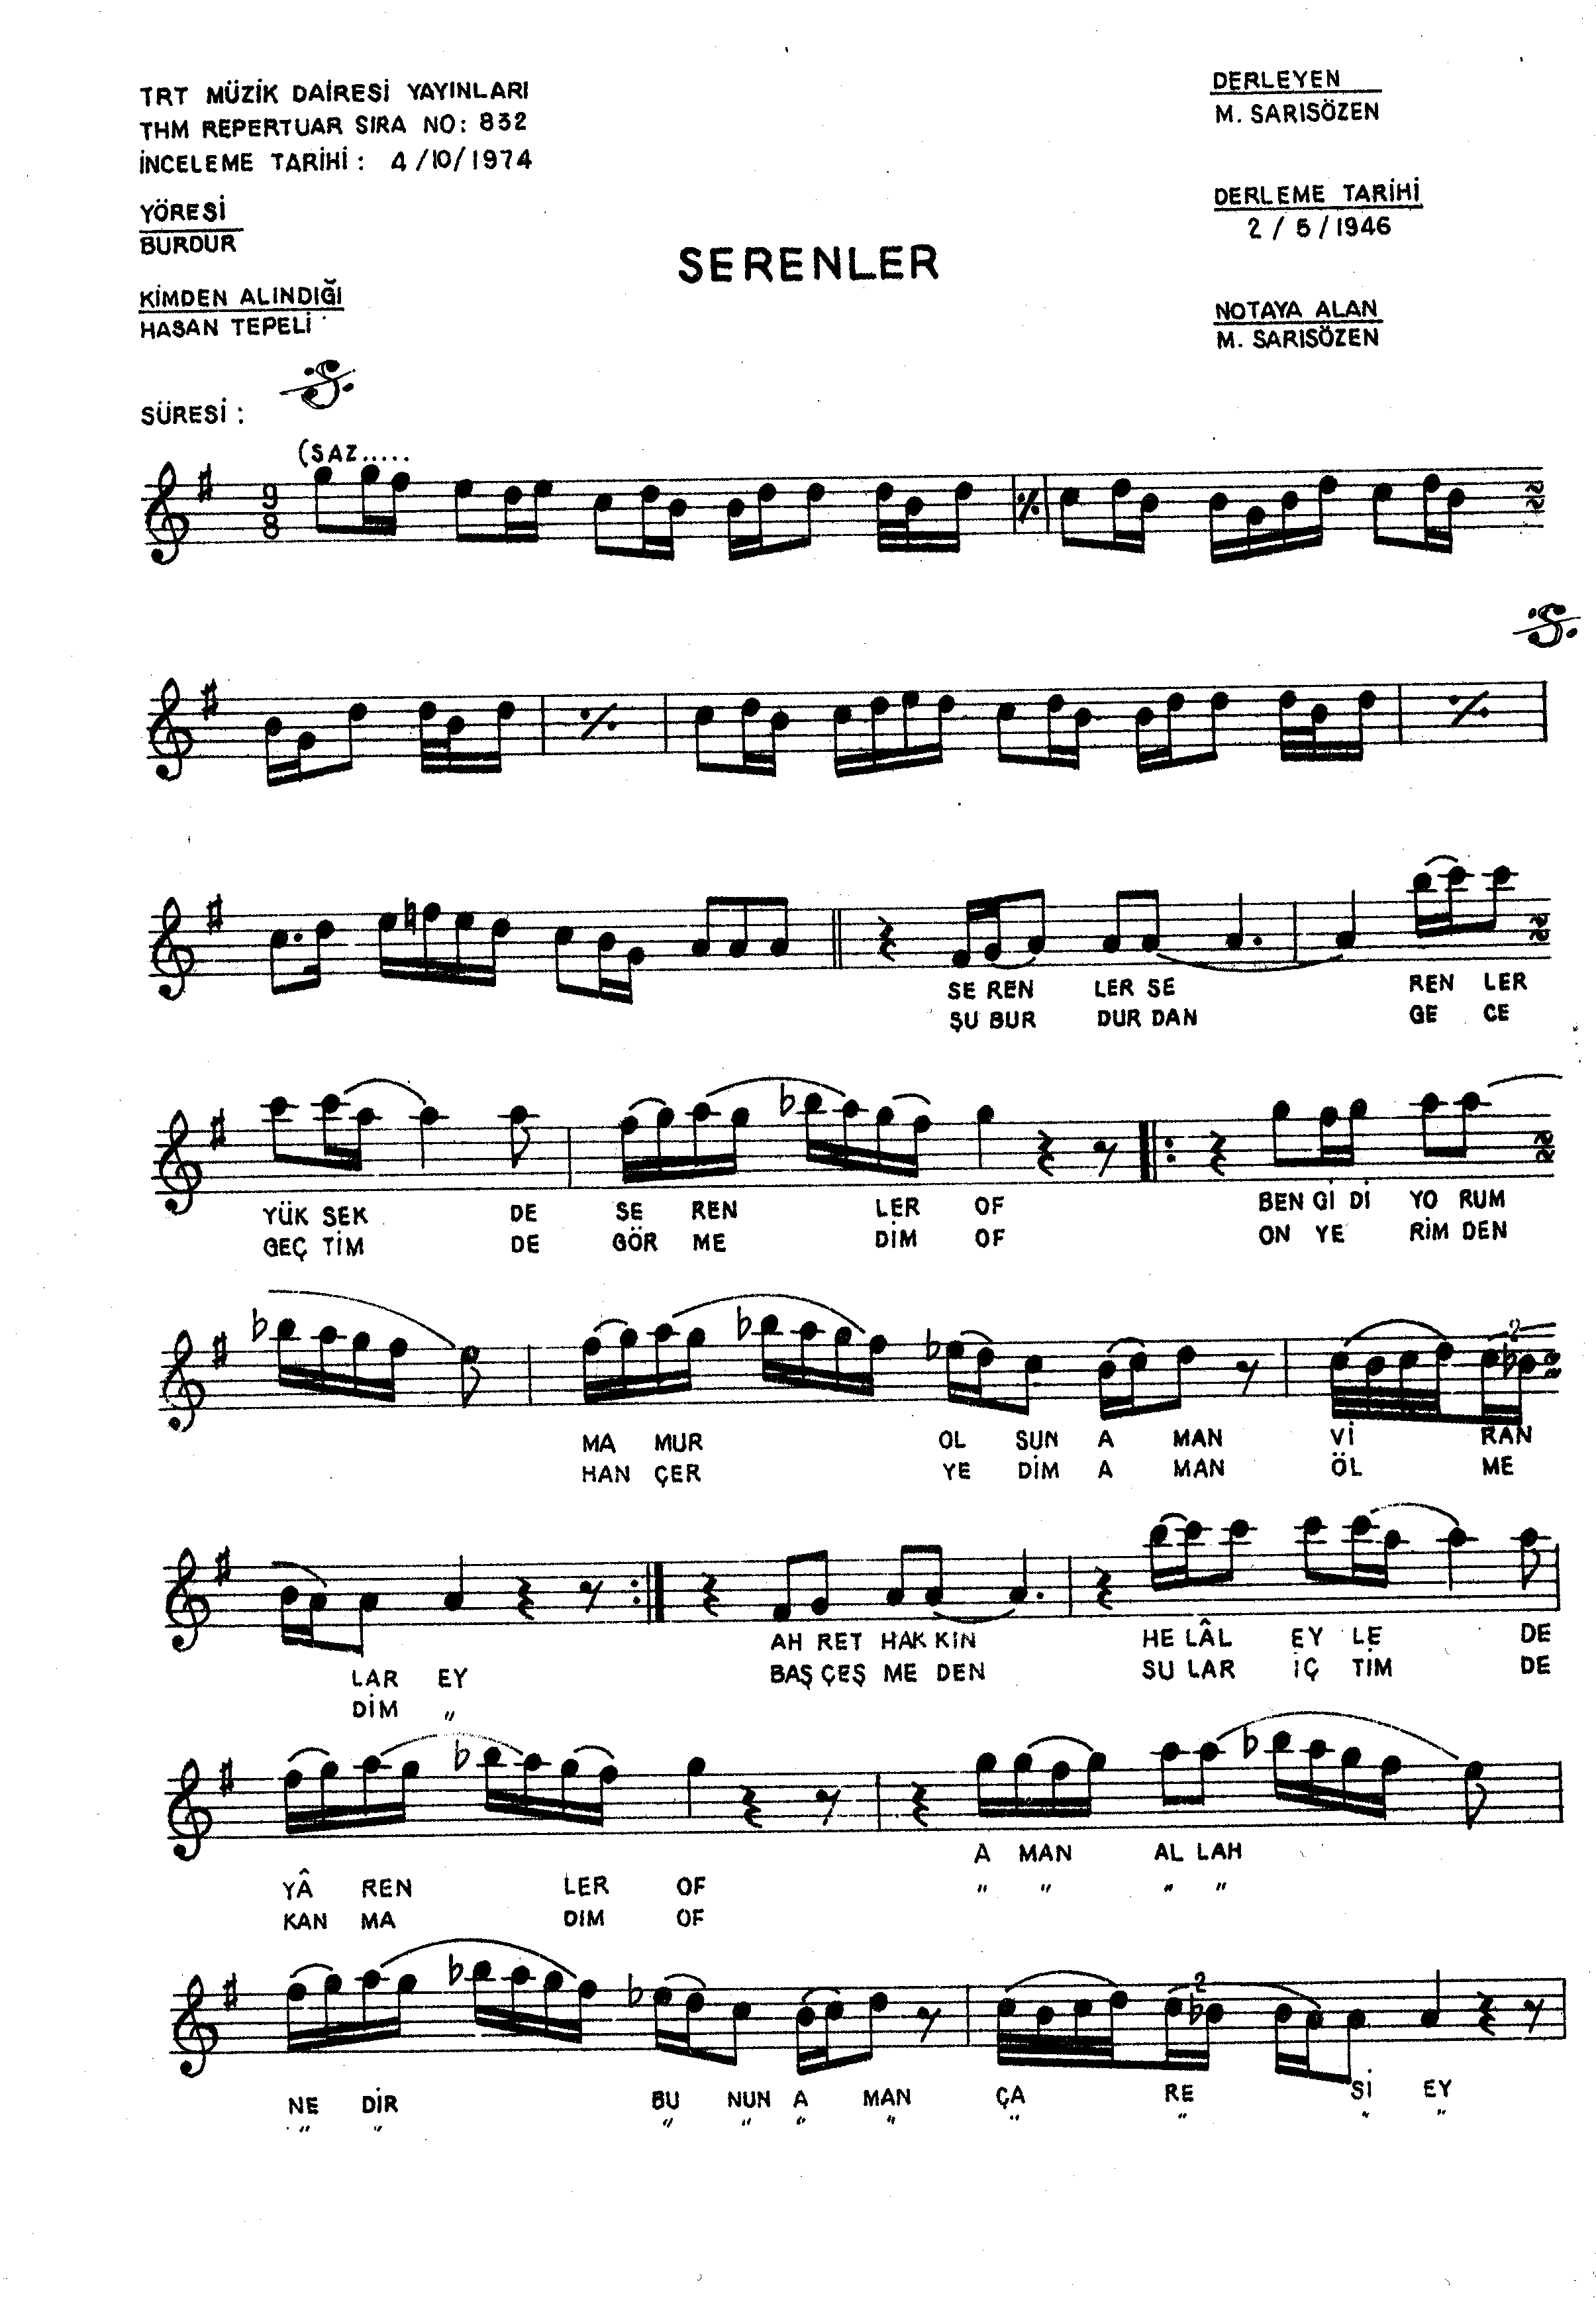 TRT MÜZİK DAİRESİ YAYINLARI
THM REPERTUAR SIRA NO: 832
İNCELEME TARİHİ : 4/10/1974
YÖRESİ
BURDUR
KİMDEN ALINDIĞI
HASAN TEPELİ
SÜRESİ :
SERENLER
DERLEYEN
M. SARISÖZEN
DERLEME TARİHİ
2 / 5 / 1946
NOTAYA ALAN
M. SARISÖZEN
(SAZ.....
9
8
SE REN LER SE REN LER
ŞU BUR DUR DAN GE CE
YÜK SEK DE SE REN LER OF BEN Gİ Dİ YO RUM
GEÇ TİM DE GÖR ME DİM OF ON YE RİM DEN
2
MA MUR OL SUN A MAN Vİ RAN
HAN ÇER YE DİM A MAN ÖL ME
AH RET HAK KIN HE LÂL EY LE DE
LAR EY BAŞ ÇEŞ ME DEN SU LAR İÇ TİM DE
DİM "
A MAN AL LAH
YÂ REN LER OF " " " "
KAN MA DIM OF
2
NE DİR BU NUN A MAN ÇA RE Sİ EY
" " " " " " " " " "